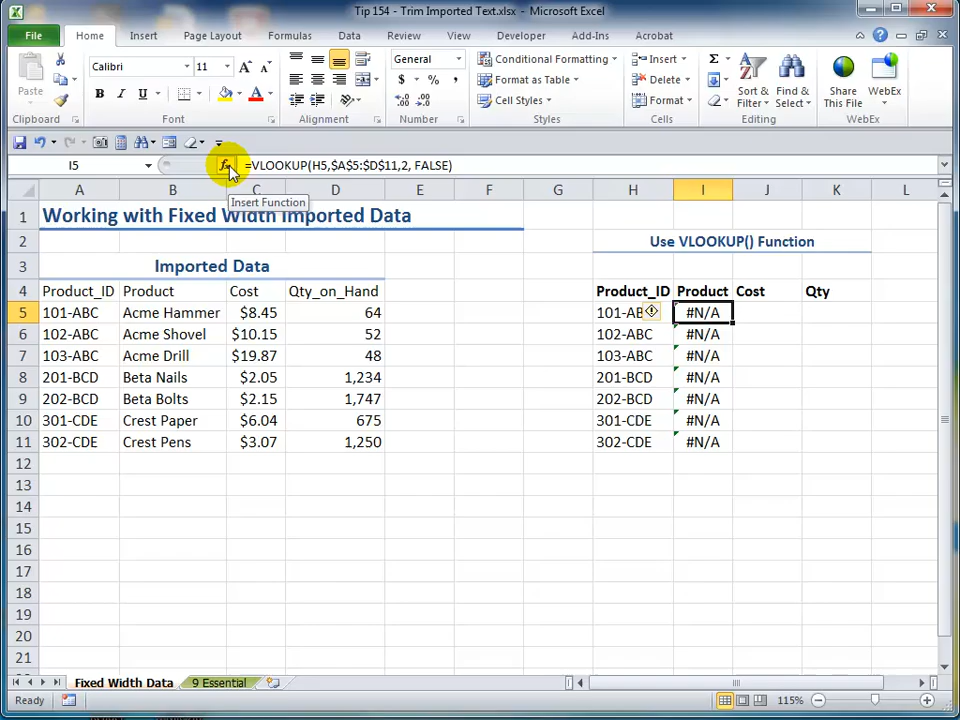 Tip 154 - Trim Imported Text.xlsx - Microsoft Excel
File Home Insert Page Layout Formulas Data Review View Developer Add-Ins Acrobat
Calibri 11 General Conditional Formatting Insert Σ
Paste B I U A $ % , Format as Table Delete Sort & Filter Find & Select Share This File WebEx
Cell Styles Format
Clipboard Font Alignment Number Styles Cells Editing
I5 fx =VLOOKUP(H5,$A$5:$D$11,2, FALSE)
Insert Function
A B C D E F G H I J K L
1 Working with Fixed Width Imported Data
2 Use VLOOKUP() Function
3 Imported Data
4 Product_ID Product Cost Qty_on_Hand Product_ID Product Cost Qty
5 101-ABC Acme Hammer $8.45 64 101-AB #N/A
6 102-ABC Acme Shovel $10.15 52 102-ABC #N/A
7 103-ABC Acme Drill $19.87 48 103-ABC #N/A
8 201-BCD Beta Nails $2.05 1,234 201-BCD #N/A
9 202-BCD Beta Bolts $2.15 1,747 202-BCD #N/A
10 301-CDE Crest Paper $6.04 675 301-CDE #N/A
11 302-CDE Crest Pens $3.07 1,250 302-CDE #N/A
12
13
14
15
16
17
18
19
20
21
Fixed Width Data 9 Essential
Ready 115%